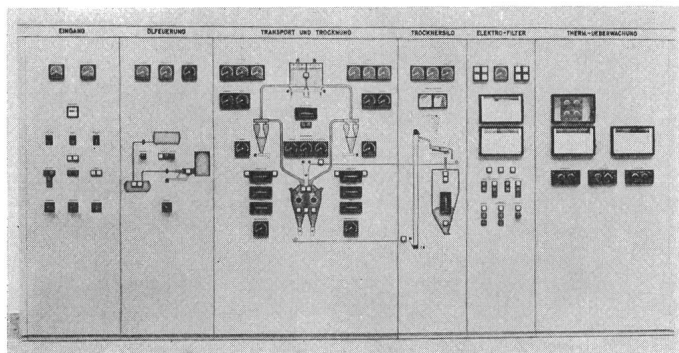 EINGANG
ÖLFEUERUNG
TRANSPORT UND TROCKNUNG
TROCKNERSILO
ELEKTRO-FILTER
THERM.-UEBERWACHUNG